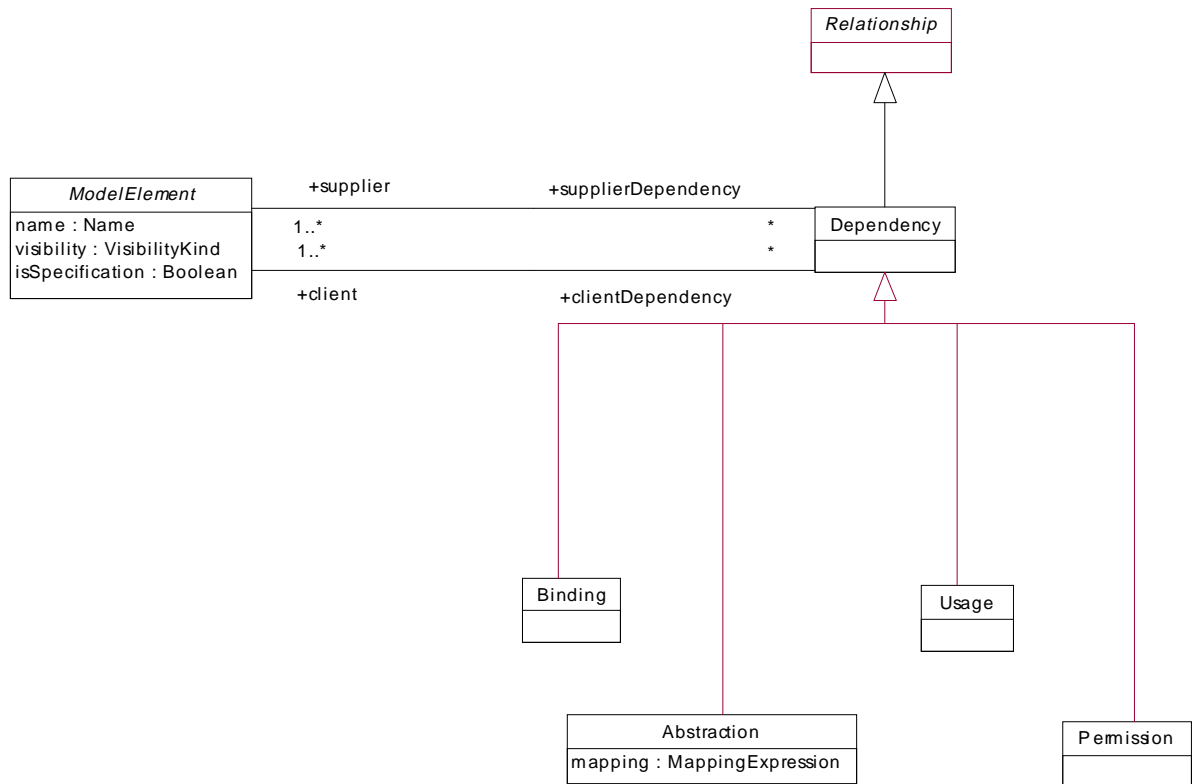 Relationship
ModelElement
name : Name
visibility : VisibilityKind
isSpecification : Boolean
+supplier
+supplierDependency
1..*
*
1..*
*
+client
+clientDependency
Dependency
Binding
Usage
Abstraction
mapping : MappingExpression
Permission